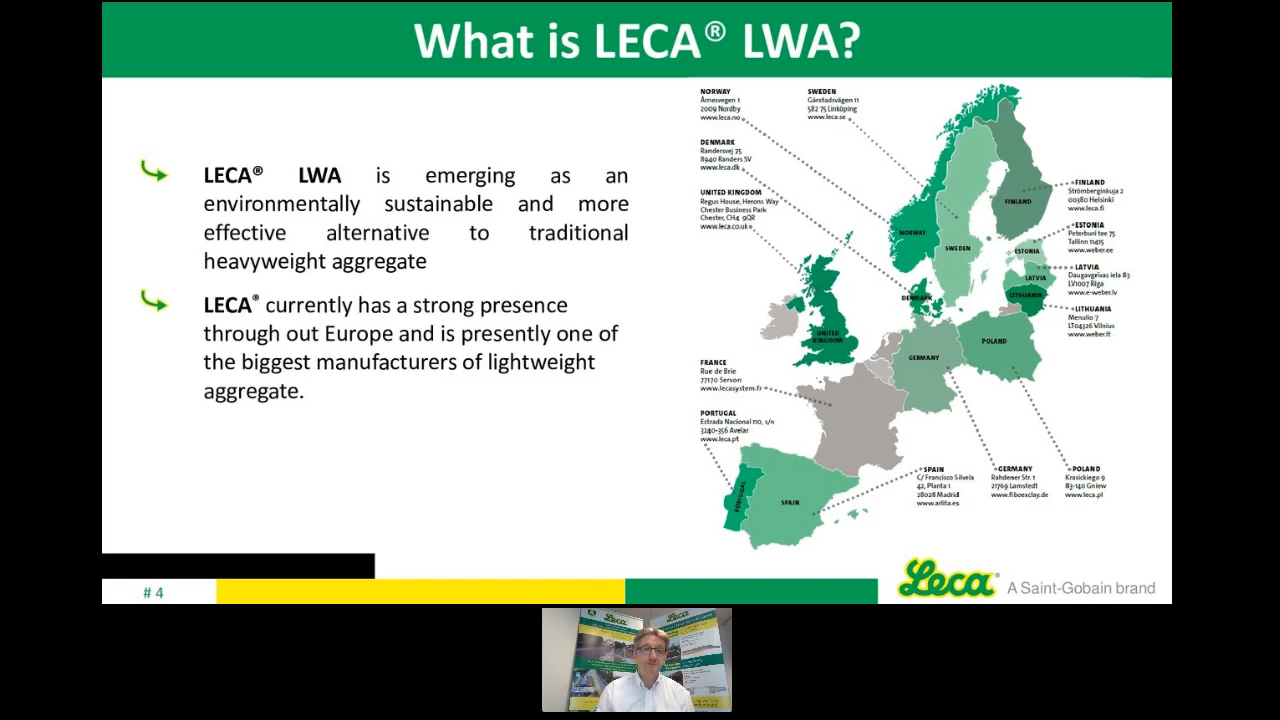 What is LECA® LWA?
LECA® LWA is emerging as an
environmentally sustainable and more
effective alternative to traditional
heavyweight aggregate
LECA® currently has a strong presence
through out Europe and is presently one of
the biggest manufacturers of lightweight
aggregate.
NORWAY
Årnesvegen 1
2009 Nordby
www.leca.no
SWEDEN
Gärstadsvägen 11
582 75 Linköping
www.leca.se
DENMARK
Randersvej 75
8940 Randers SV
www.leca.dk
UNITED KINGDOM
Regus House, Herons Way
Chester Business Park
Chester, CH4 9QR
www.leca.co.uk
FINLAND
Strömberginkuja 2
00380 Helsinki
www.leca.fi
ESTONIA
Peterburi tee 75
Tallinn 11415
www.weber.ee
LATVIA
Daugavgrivas iela 83
LV1007 Riga
www.e-weber.lv
LITHUANIA
Menulio 7
LT04326 Vilnius
www.weber.lt
FRANCE
Rue de Brie
77170 Servon
www.lecasystem.fr
PORTUGAL
Estrada Nacional 110, s/n
3240-356 Avelar
www.leca.pt
SPAIN
C/ Francisco Silvela
42, Planta 1
28028 Madrid
www.arlita.es
GERMANY
Rahdener Str. 1
21769 Lamstedt
www.fiboexclay.de
POLAND
Krasickiego 9
83-140 Gniew
www.leca.pl
FINLAND
NORWAY
SWEDEN
ESTONIA
LATVIA
LITHUANIA
DENMARK
UNITED
KINGDOM
POLAND
GERMANY
PORTUGAL
SPAIN
# 4
Leca®
A Saint-Gobain brand
Leca